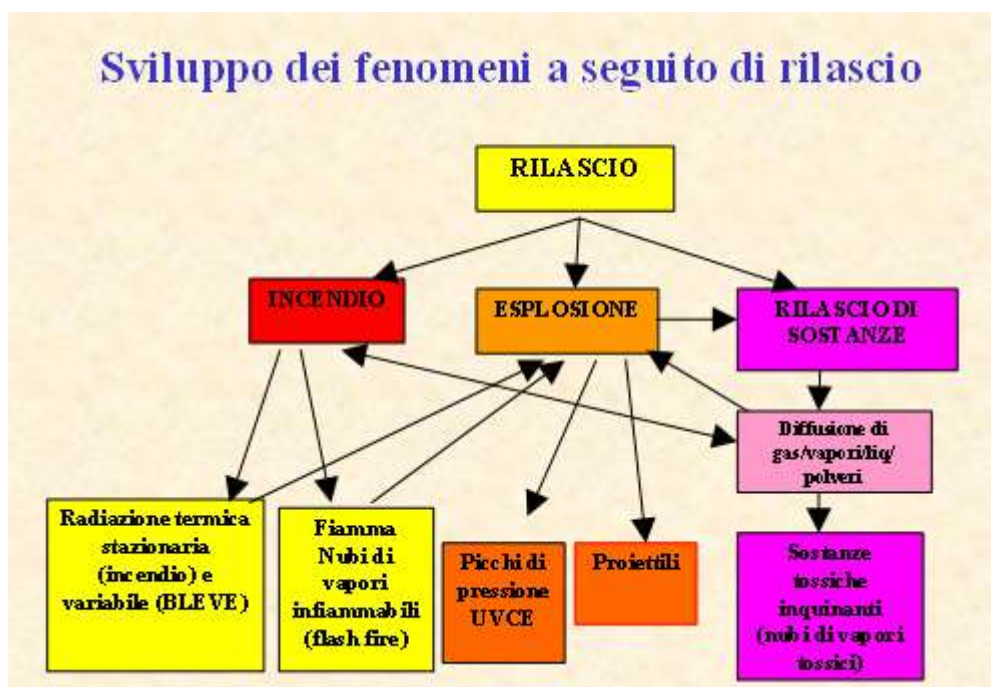 Sviluppo dei fenomeni a seguito di rilascio
RILASCIO
INCENDIO
ESPLOSIONE
RILASCIO DI
SOSTANZE
Diffusione di
gas/vapori/liq/
polveri
Radiazione termica
stazionaria
(incendio) e
variabile (BLEVE)
Fiamma
Nubi di
vapori
infiammabili
(flash fire)
Picchi di
pressione
UVCE
Proiettili
Sostanze
tossiche
inquinanti
(nubi di vapori
tossici)